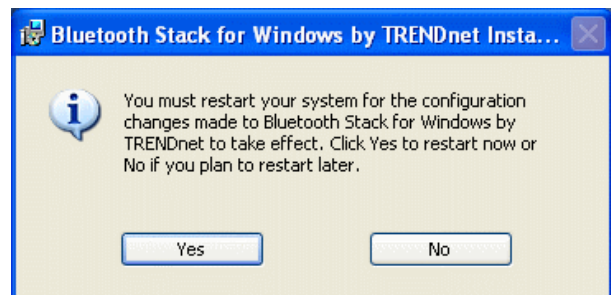 Bluetooth Stack for Windows by TRENDnet Insta...
You must restart your system for the configuration
changes made to Bluetooth Stack for Windows by
TRENDnet to take effect. Click Yes to restart now or
No if you plan to restart later.
Yes
No